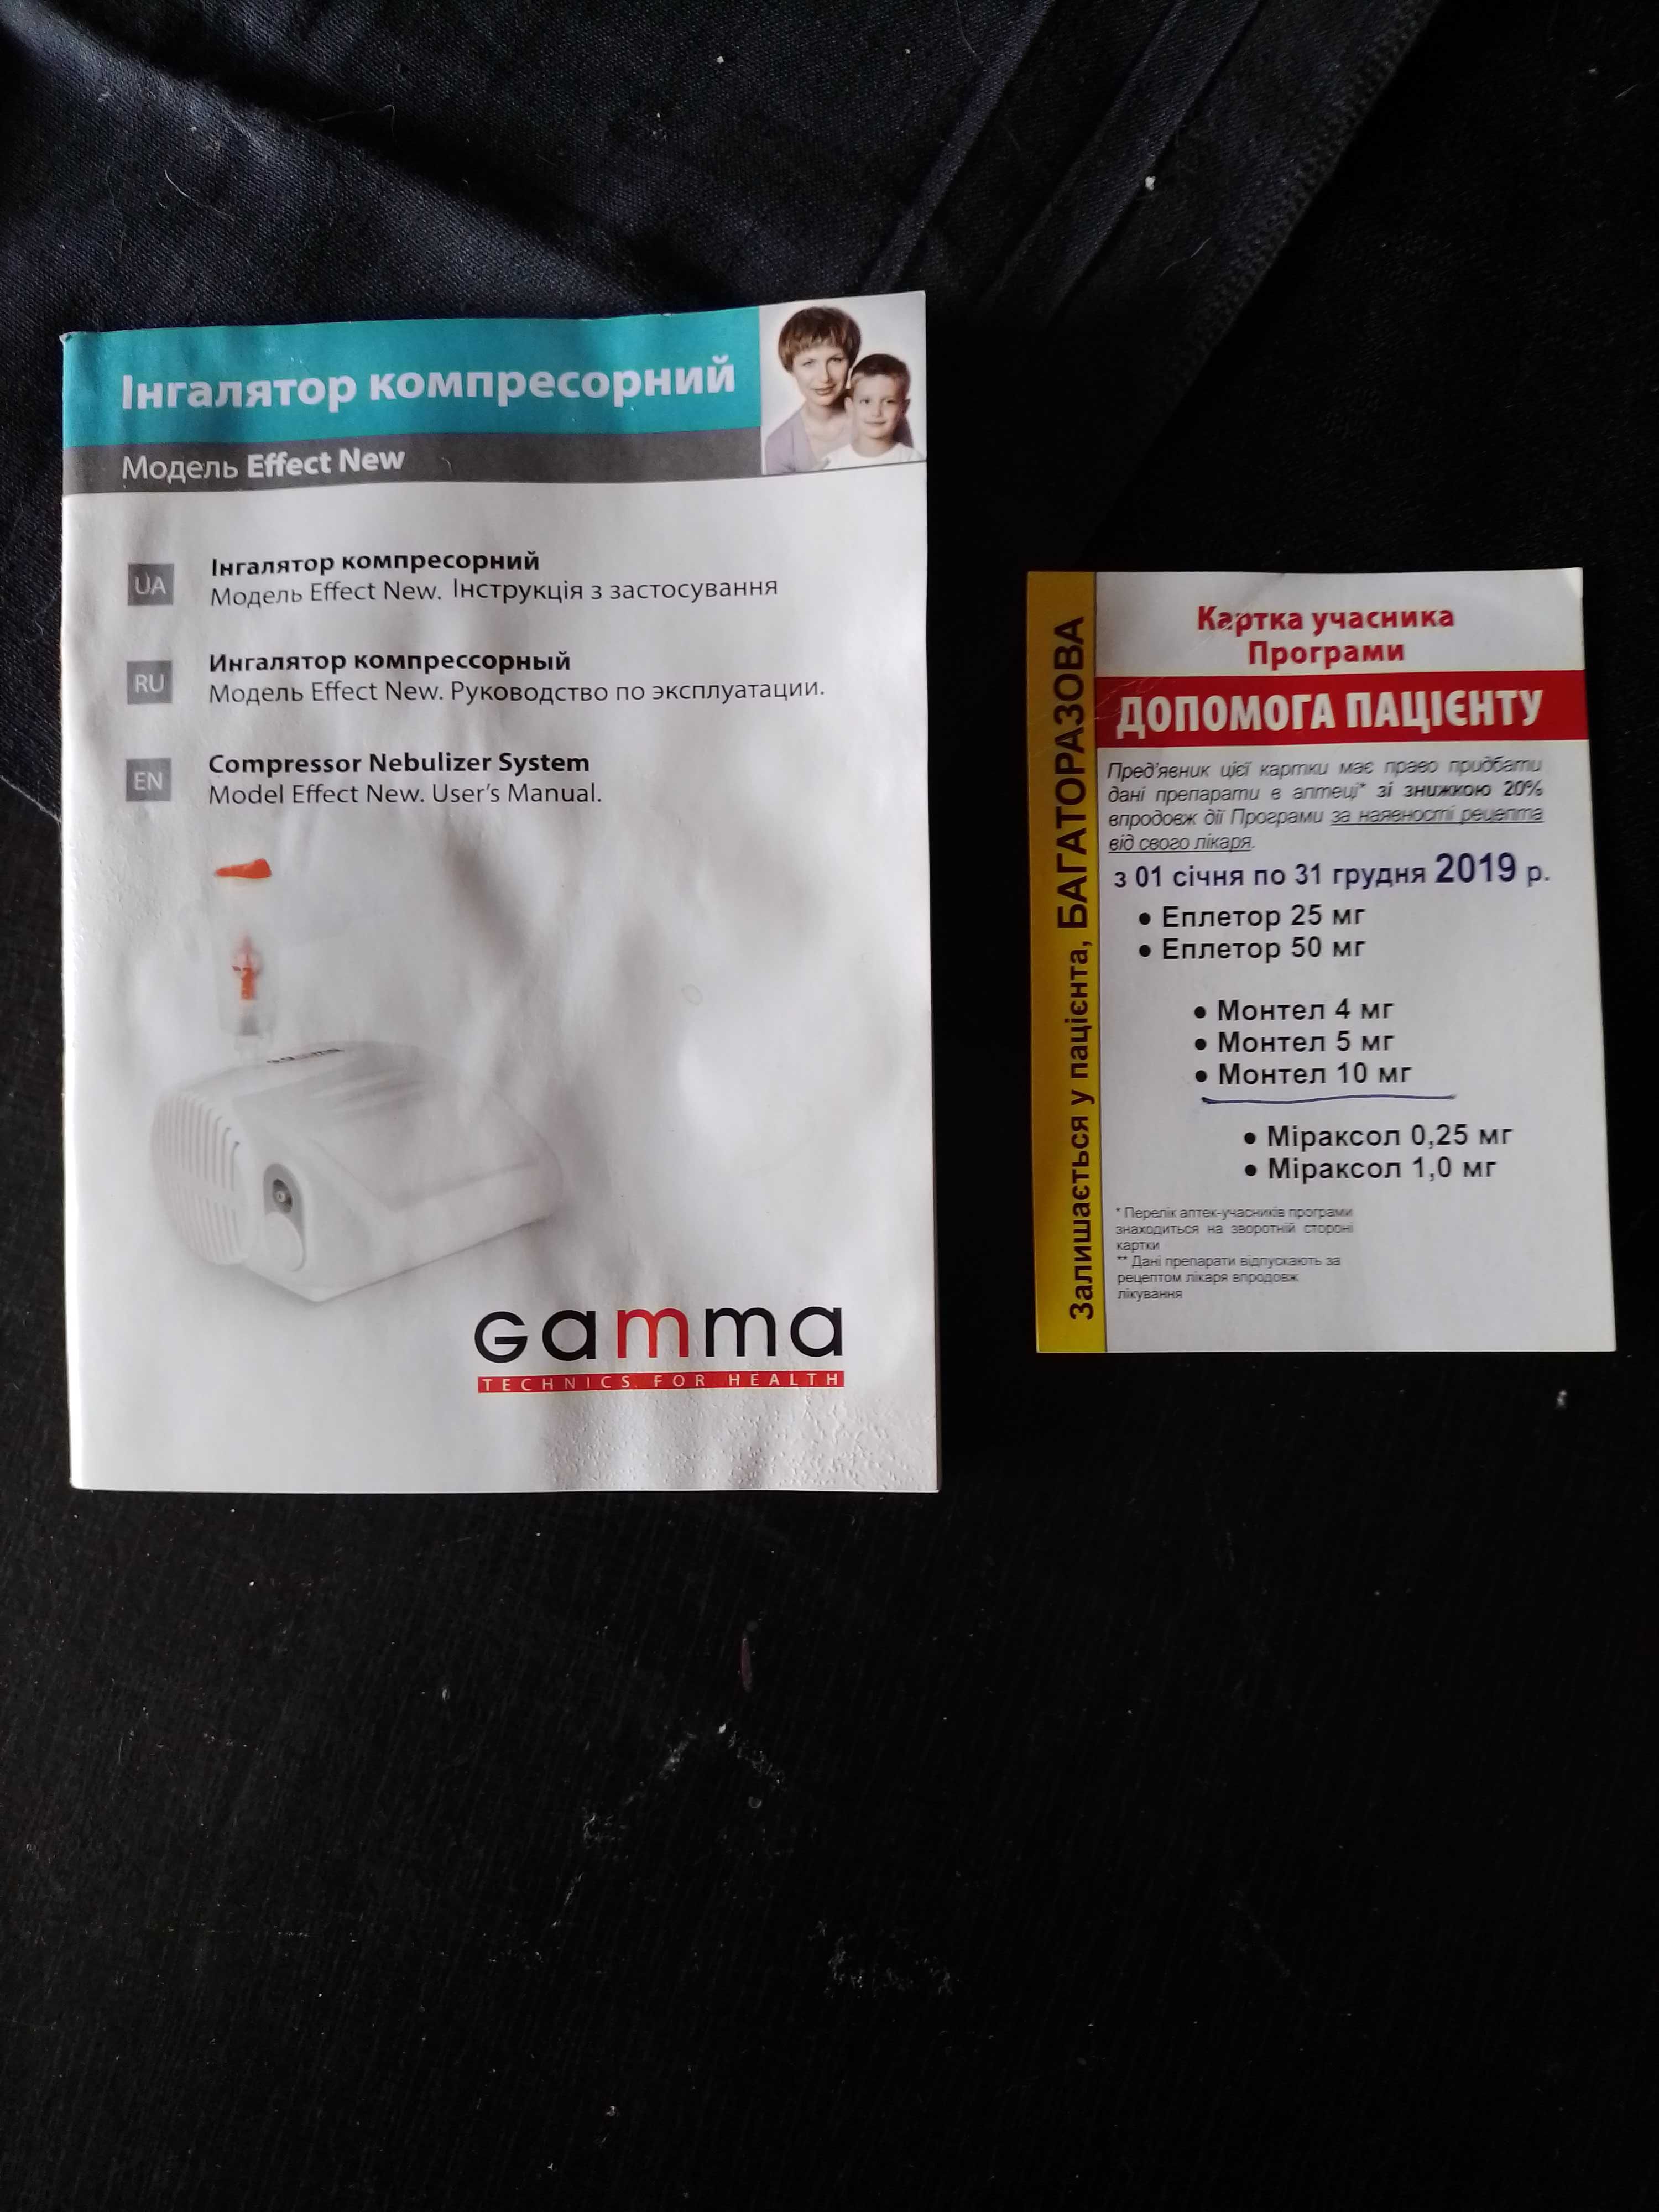 Інгалятор компресорний
Модель Effect New
UA
Інгалятор компресорний
Модель Effect New. Інструкція з застосування
RU
Ингалятор компрессорный
Модель Effect New. Руководство по эксплуатации.
EN
Compressor Nebulizer System
Model Effect New. User's Manual.
Gamma
TECHNICS FOR HEALTH
Залишається у пацієнта, БАГАТОРАЗОВА
Картка учасника
Програми
ДОПОМОГА ПАЦІЄНТУ
Пред'явник цієї картки має право придбати
дані препарати в аптеці* зі знижкою 20%
впродовж дії Програми за наявності рецепта
від свого лікаря.
з 01 січня по 31 грудня 2019 р.
• Еплетор 25 мг
• Еплетор 50 мг
• Монтел 4 мг
• Монтел 5 мг
• Монтел 10 мг
• Міраксол 0,25 мг
• Міраксол 1,0 мг
* Перелік аптек-учасників програми
знаходиться на зворотній стороні
картки
** Дані препарати відпускають за
рецептом лікаря впродовж
лікування